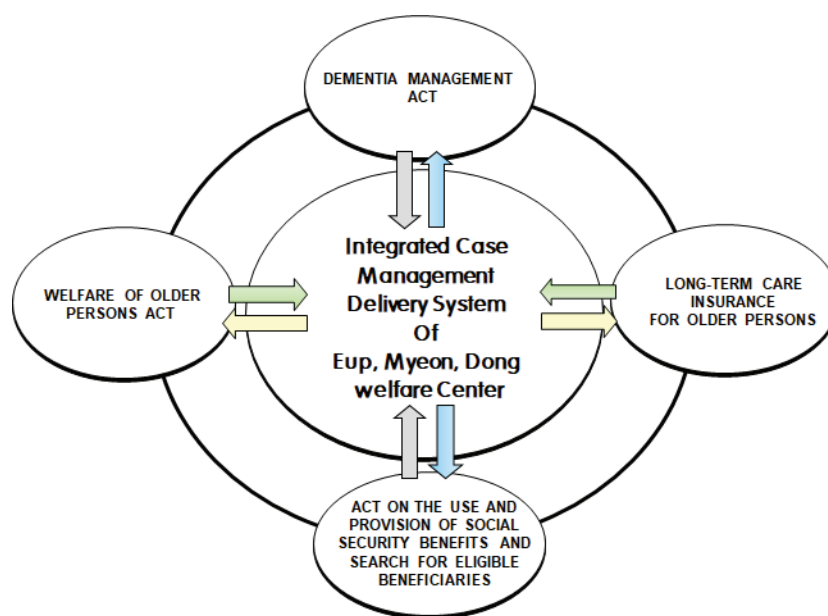 DEMENTIA MANAGEMENT
ACT
Integrated Case
Management
Delivery System
Of
Eup, Myeon, Dong
welfare Center
WELFARE OF OLDER
PERSONS ACT
LONG-TERM CARE
INSURANCE
FOR OLDER PERSONS
ACT ON THE USE AND
PROVISION OF SOCIAL
SECURITY BENEFITS AND
SEARCH FOR ELIGIBLE
BENEFICIARIES